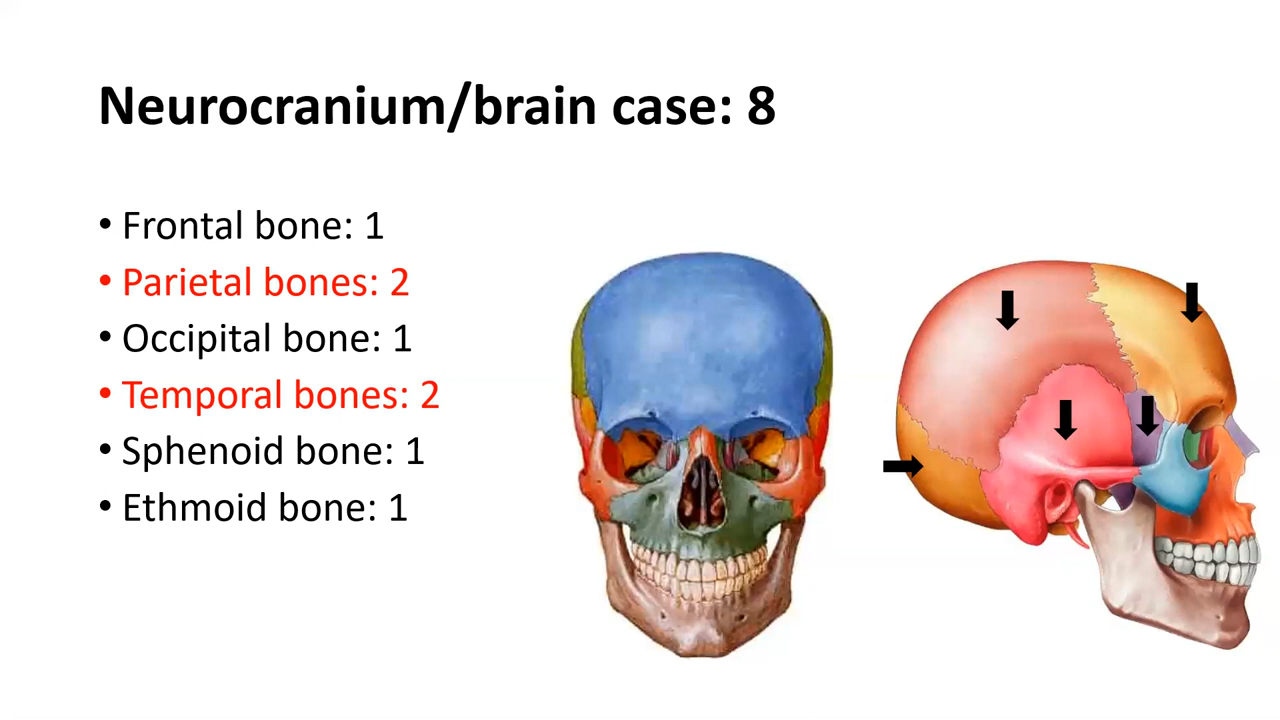 Neurocranium/brain case: 8
• Frontal bone: 1
• Parietal bones: 2
• Occipital bone: 1
• Temporal bones: 2
• Sphenoid bone: 1
• Ethmoid bone: 1